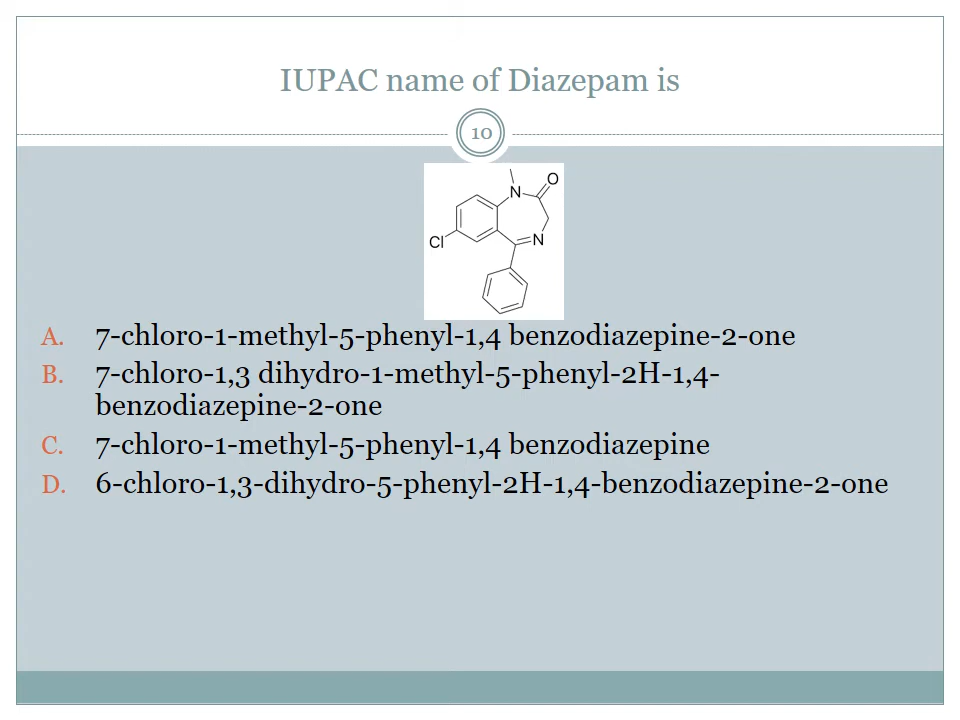 IUPAC name of Diazepam is
10
N
O
Cl
N
A. 7-chloro-1-methyl-5-phenyl-1,4 benzodiazepine-2-one
B. 7-chloro-1,3 dihydro-1-methyl-5-phenyl-2H-1,4-
benzodiazepine-2-one
C. 7-chloro-1-methyl-5-phenyl-1,4 benzodiazepine
D. 6-chloro-1,3-dihydro-5-phenyl-2H-1,4-benzodiazepine-2-one